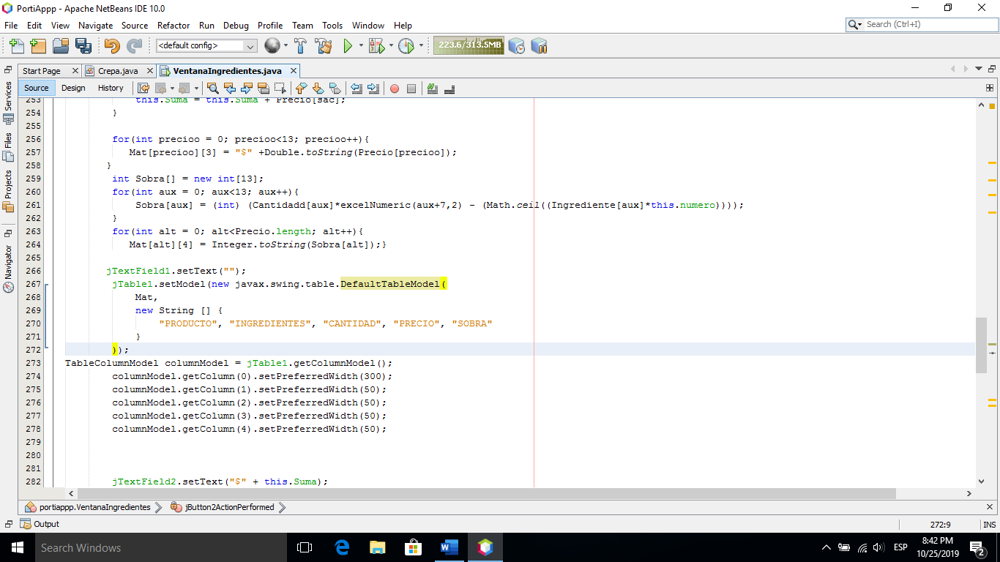 PortiAppp - Apache NetBeans IDE 10.0
File Edit View Navigate Source Refactor Run Debug Profile Team Tools Window Help
Search (Ctrl+I)
<default config>
223.6/313.5MB
Start Page
Crepa.java
VentanaIngredientes.java
Source Design History
Services
Files
Projects
Navigator
253 this.Suma = this.Suma + Precio[sac];
254 }
255
256 for(int precioo = 0; precioo<13; precioo++){
257 Mat[precioo][3] = "$" +Double.toString(Precio[precioo]);
258 }
259 int Sobra[] = new int[13];
260 for(int aux = 0; aux<13; aux++){
261 Sobra[aux] = (int) (Cantidadd[aux]*excelNumeric(aux+7,2) - (Math.ceil((Ingrediente[aux]*this.numero))));
262 }
263 for(int alt = 0; alt<Precio.length; alt++){
264 Mat[alt][4] = Integer.toString(Sobra[alt]);}
265
266 jTextField1.setText("");
267 jTable1.setModel(new javax.swing.table.DefaultTableModel(
268 Mat,
269 new String [] {
270 "PRODUCTO", "INGREDIENTES", "CANTIDAD", "PRECIO", "SOBRA"
271 }
272 ));
273 TableColumnModel columnModel = jTable1.getColumnModel();
274 columnModel.getColumn(0).setPreferredWidth(300);
275 columnModel.getColumn(1).setPreferredWidth(50);
276 columnModel.getColumn(2).setPreferredWidth(50);
277 columnModel.getColumn(3).setPreferredWidth(50);
278 columnModel.getColumn(4).setPreferredWidth(50);
279
280
281
282 jTextField2.setText("$" + this.Suma);
portiappp.VentanaIngredientes
jButton2ActionPerformed
Output
272:9
INS
Search Windows
ESP
8:42 PM
10/25/2019
2